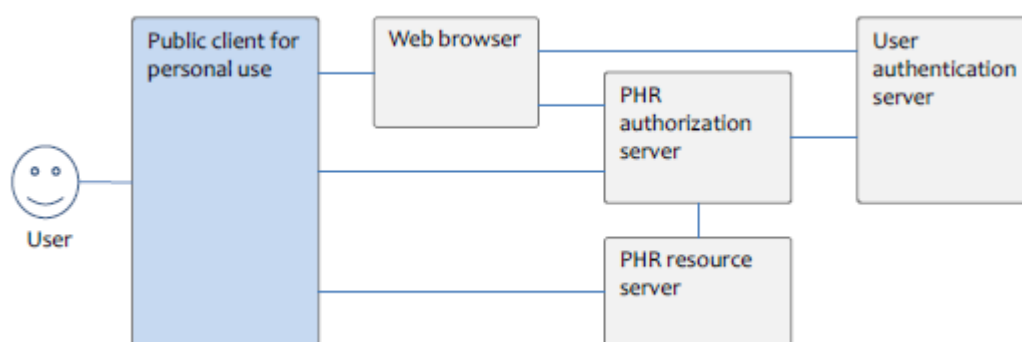 Public client for
personal use
Web browser
User
authentication
server
PHR
authorization
server
User
PHR resource
server